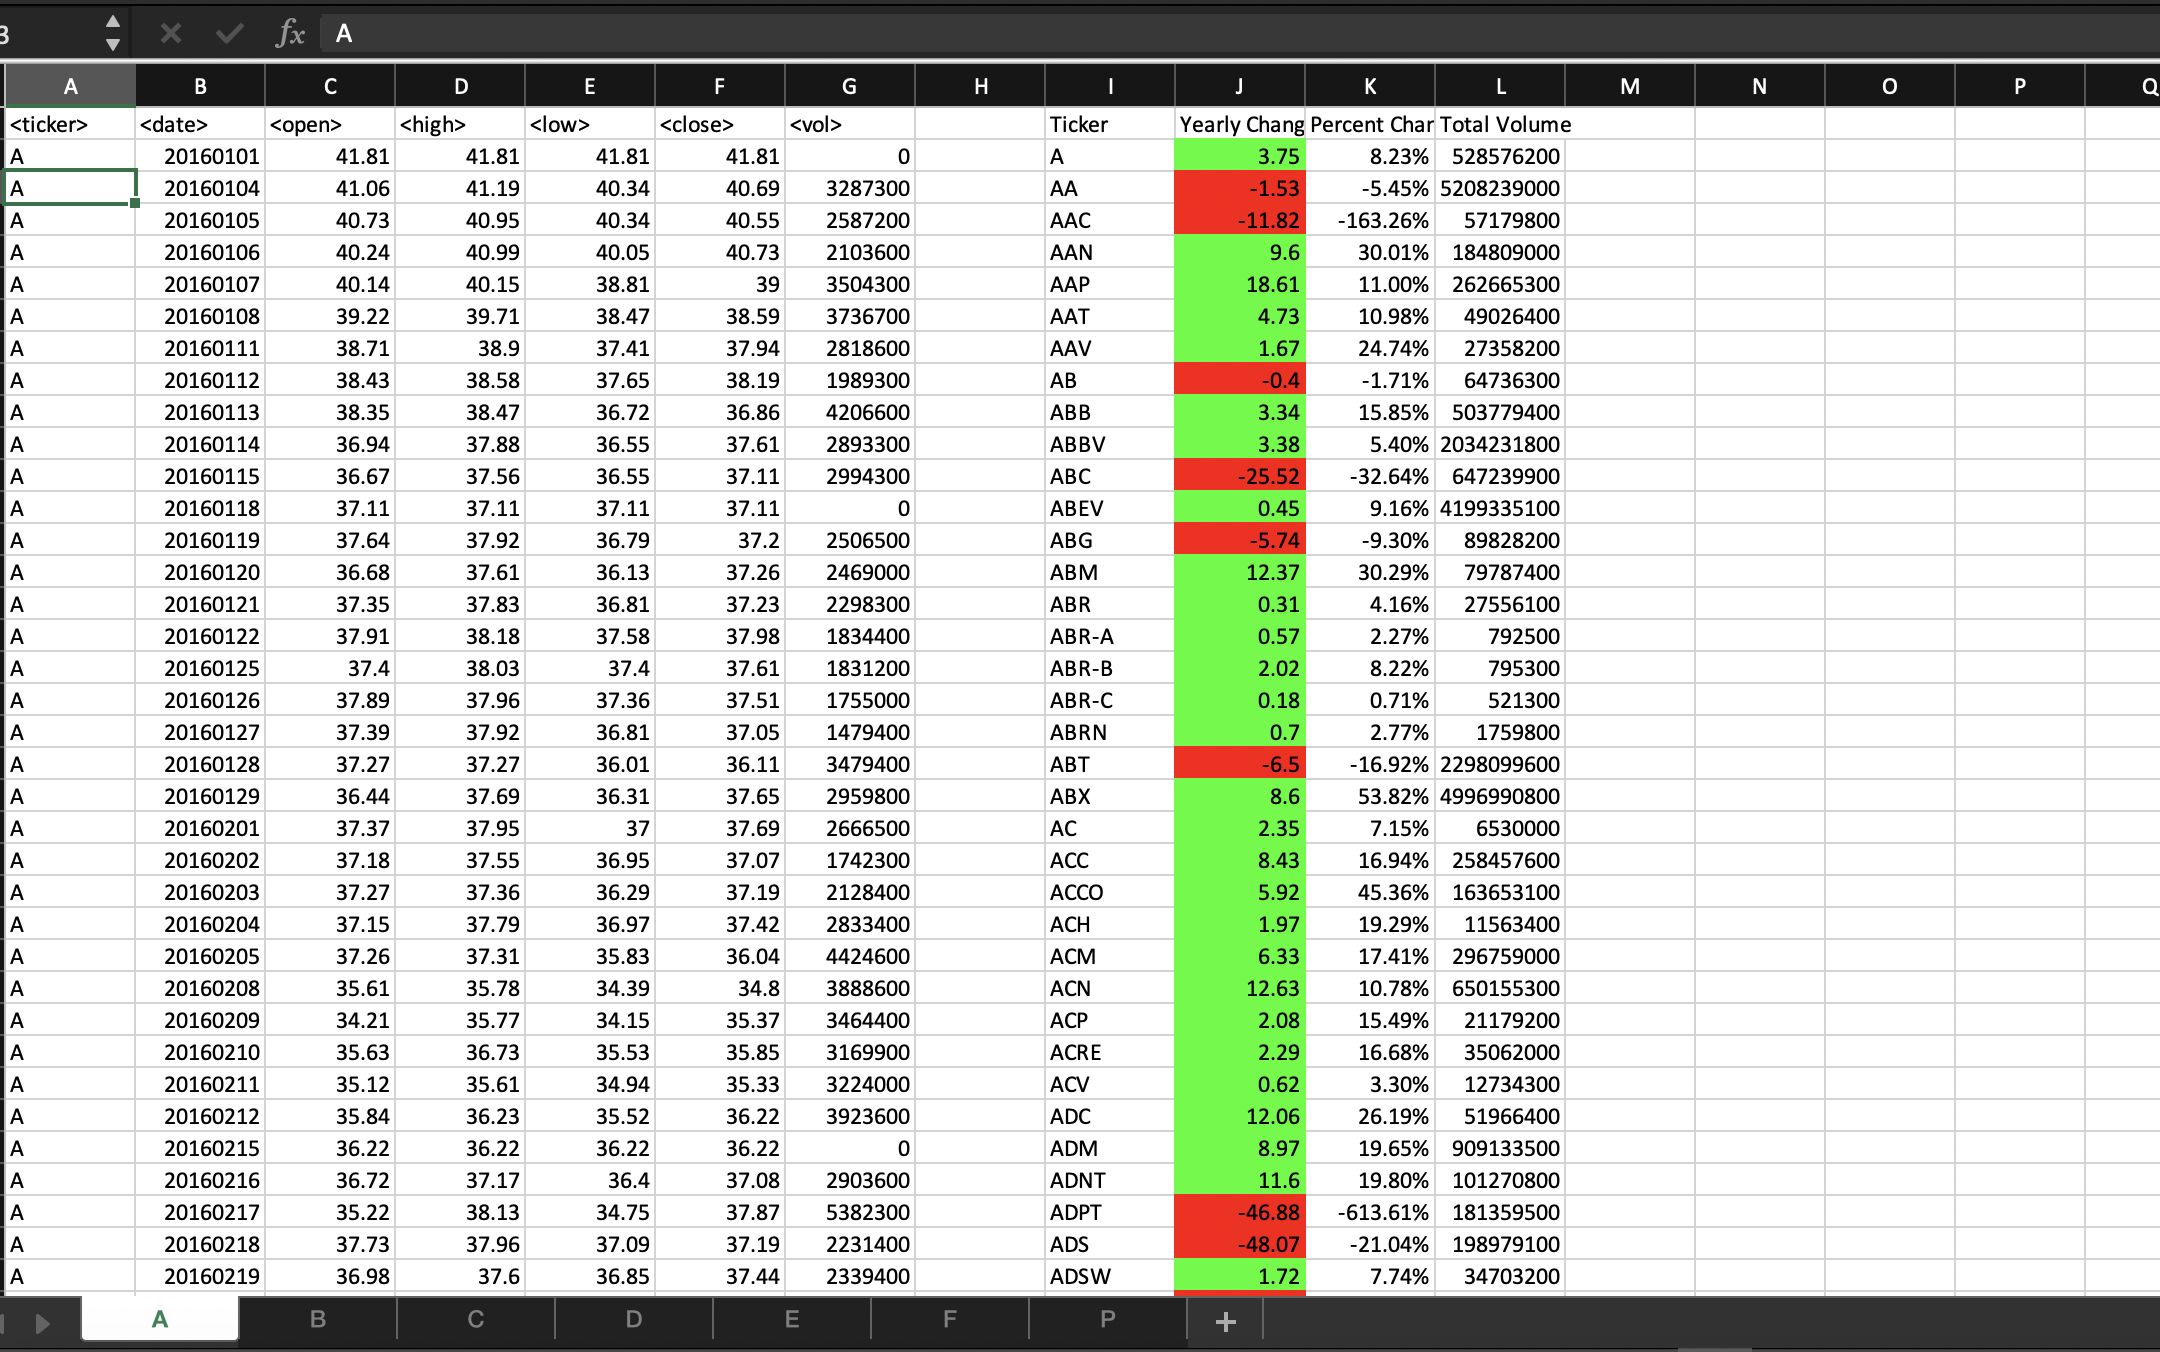 3 fx A
A B C D E F G H I J K L M N O P Q
<ticker> <date> <open> <high> <low> <close> <vol> Ticker Yearly Chang Percent Char Total Volume
A 20160101 41.81 41.81 41.81 41.81 0 A 3.75 8.23% 528576200
A 20160104 41.06 41.19 40.34 40.69 3287300 AA -1.53 -5.45% 5208239000
A 20160105 40.73 40.95 40.34 40.55 2587200 AAC -11.82 -163.26% 57179800
A 20160106 40.24 40.99 40.05 40.73 2103600 AAN 9.6 30.01% 184809000
A 20160107 40.14 40.15 38.81 39 3504300 AAP 18.61 11.00% 262665300
A 20160108 39.22 39.71 38.47 38.59 3736700 AAT 4.73 10.98% 49026400
A 20160111 38.71 38.9 37.41 37.94 2818600 AAV 1.67 24.74% 27358200
A 20160112 38.43 38.58 37.65 38.19 1989300 AB -0.4 -1.71% 64736300
A 20160113 38.35 38.47 36.72 36.86 4206600 ABB 3.34 15.85% 503779400
A 20160114 36.94 37.88 36.55 37.61 2893300 ABBV 3.38 5.40% 2034231800
A 20160115 36.67 37.56 36.55 37.11 2994300 ABC -25.52 -32.64% 647239900
A 20160118 37.11 37.11 37.11 37.11 0 ABEV 0.45 9.16% 4199335100
A 20160119 37.64 37.92 36.79 37.2 2506500 ABG -5.74 -9.30% 89828200
A 20160120 36.68 37.61 36.13 37.26 2469000 ABM 12.37 30.29% 79787400
A 20160121 37.35 37.83 36.81 37.23 2298300 ABR 0.31 4.16% 27556100
A 20160122 37.91 38.18 37.58 37.98 1834400 ABR-A 0.57 2.27% 792500
A 20160125 37.4 38.03 37.4 37.61 1831200 ABR-B 2.02 8.22% 795300
A 20160126 37.89 37.96 37.36 37.51 1755000 ABR-C 0.18 0.71% 521300
A 20160127 37.39 37.92 36.81 37.05 1479400 ABRN 0.7 2.77% 1759800
A 20160128 37.27 37.27 36.01 36.11 3479400 ABT -6.5 -16.92% 2298099600
A 20160129 36.44 37.69 36.31 37.65 2959800 ABX 8.6 53.82% 4996990800
A 20160201 37.37 37.95 37 37.69 2666500 AC 2.35 7.15% 6530000
A 20160202 37.18 37.55 36.95 37.07 1742300 ACC 8.43 16.94% 258457600
A 20160203 37.27 37.36 36.29 37.19 2128400 ACCO 5.92 45.36% 163653100
A 20160204 37.15 37.79 36.97 37.42 2833400 ACH 1.97 19.29% 11563400
A 20160205 37.26 37.31 35.83 36.04 4424600 ACM 6.33 17.41% 296759000
A 20160208 35.61 35.78 34.39 34.8 3888600 ACN 12.63 10.78% 650155300
A 20160209 34.21 35.77 34.15 35.37 3464400 ACP 2.08 15.49% 21179200
A 20160210 35.63 36.73 35.53 35.85 3169900 ACRE 2.29 16.68% 35062000
A 20160211 35.12 35.61 34.94 35.33 3224000 ACV 0.62 3.30% 12734300
A 20160212 35.84 36.23 35.52 36.22 3923600 ADC 12.06 26.19% 51966400
A 20160215 36.22 36.22 36.22 36.22 0 ADM 8.97 19.65% 909133500
A 20160216 36.72 37.17 36.4 37.08 2903600 ADNT 11.6 19.80% 101270800
A 20160217 35.22 38.13 34.75 37.87 5382300 ADPT -46.88 -613.61% 181359500
A 20160218 37.73 37.96 37.09 37.19 2231400 ADS -48.07 -21.04% 198979100
A 20160219 36.98 37.6 36.85 37.44 2339400 ADSW 1.72 7.74% 34703200
A B C D E F P +